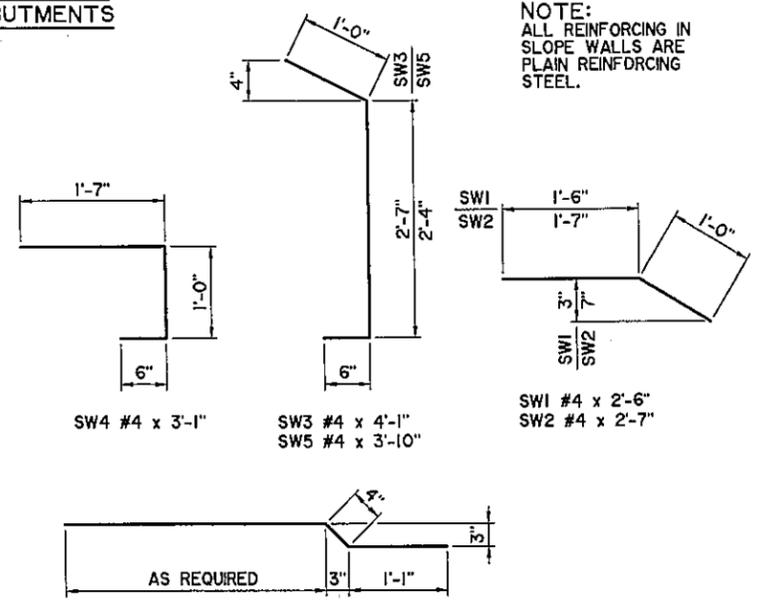 BUTMENTS
NOTE:
ALL REINFORCING IN
SLOPE WALLS ARE
PLAIN REINFORCING
STEEL.
1'-0"
4"
SW3
SW5
2'-7"
2'-4"
6"
SW3 #4 x 4'-1"
SW5 #4 x 3'-10"
1'-7"
1'-0"
6"
SW4 #4 x 3'-1"
SW1 1'-6"
SW2 1'-7"
1'-0"
3"
7"
SW1
SW2
SW1 #4 x 2'-6"
SW2 #4 x 2'-7"
4"
3"
AS REQUIRED 3" 1'-1"